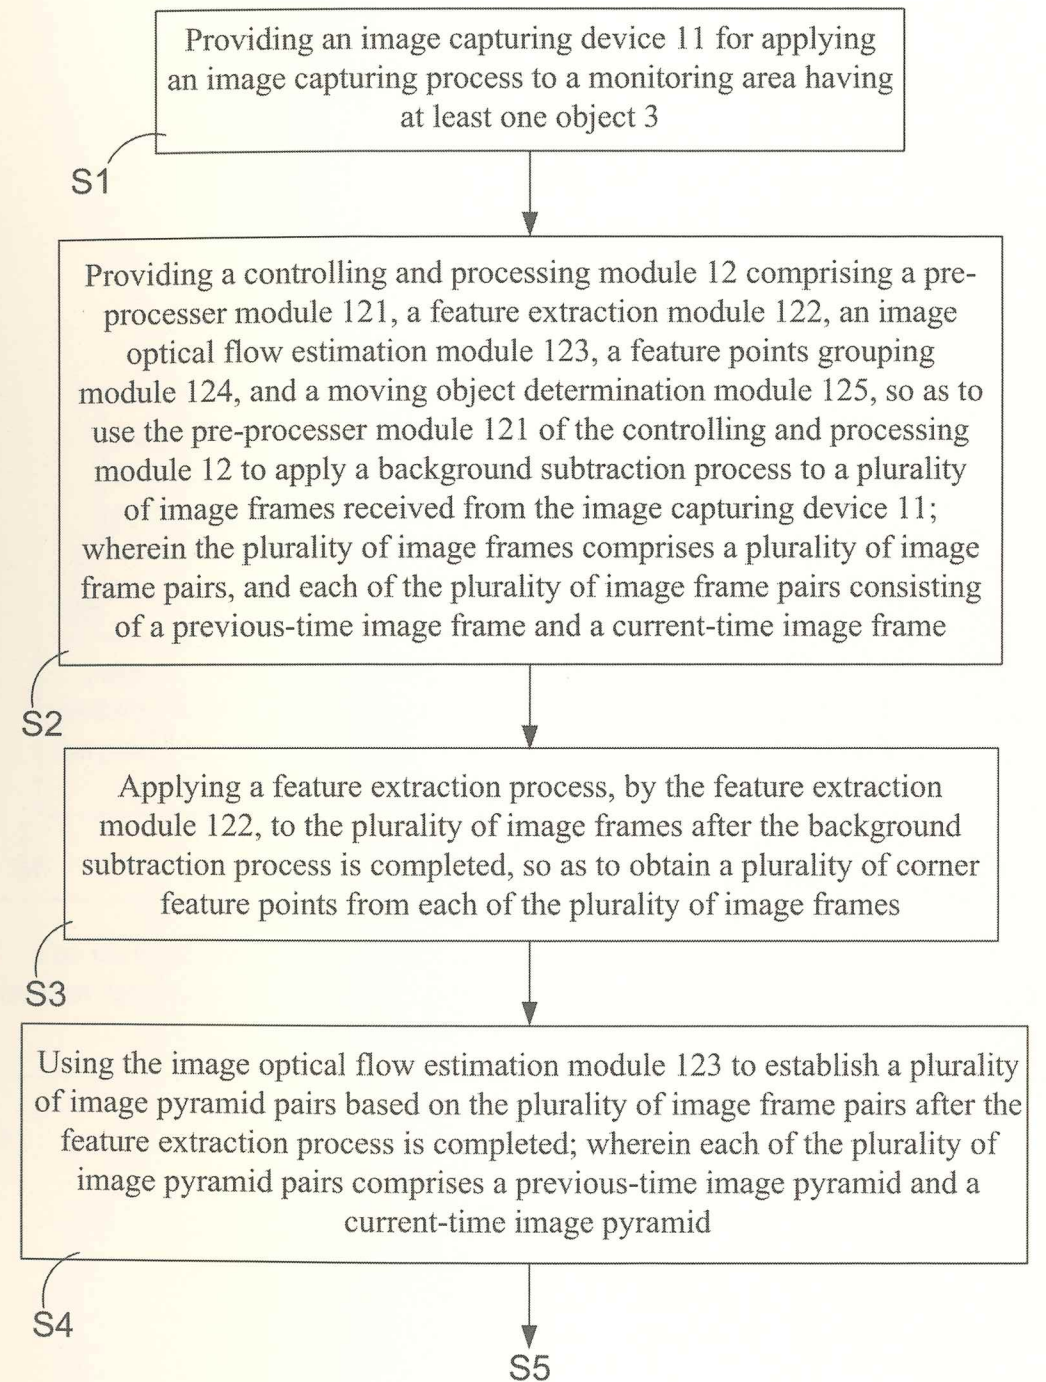 Providing an image capturing device 11 for applying
an image capturing process to a monitoring area having
at least one object 3
S1
Providing a controlling and processing module 12 comprising a pre-
processer module 121, a feature extraction module 122, an image
optical flow estimation module 123, a feature points grouping
module 124, and a moving object determination module 125, so as to
use the pre-processer module 121 of the controlling and processing
module 12 to apply a background subtraction process to a plurality
of image frames received from the image capturing device 11;
wherein the plurality of image frames comprises a plurality of image
frame pairs, and each of the plurality of image frame pairs consisting
of a previous-time image frame and a current-time image frame
S2
Applying a feature extraction process, by the feature extraction
module 122, to the plurality of image frames after the background
subtraction process is completed, so as to obtain a plurality of corner
feature points from each of the plurality of image frames
S3
Using the image optical flow estimation module 123 to establish a plurality
of image pyramid pairs based on the plurality of image frame pairs after the
feature extraction process is completed; wherein each of the plurality of
image pyramid pairs comprises a previous-time image pyramid and a
current-time image pyramid
S4
S5